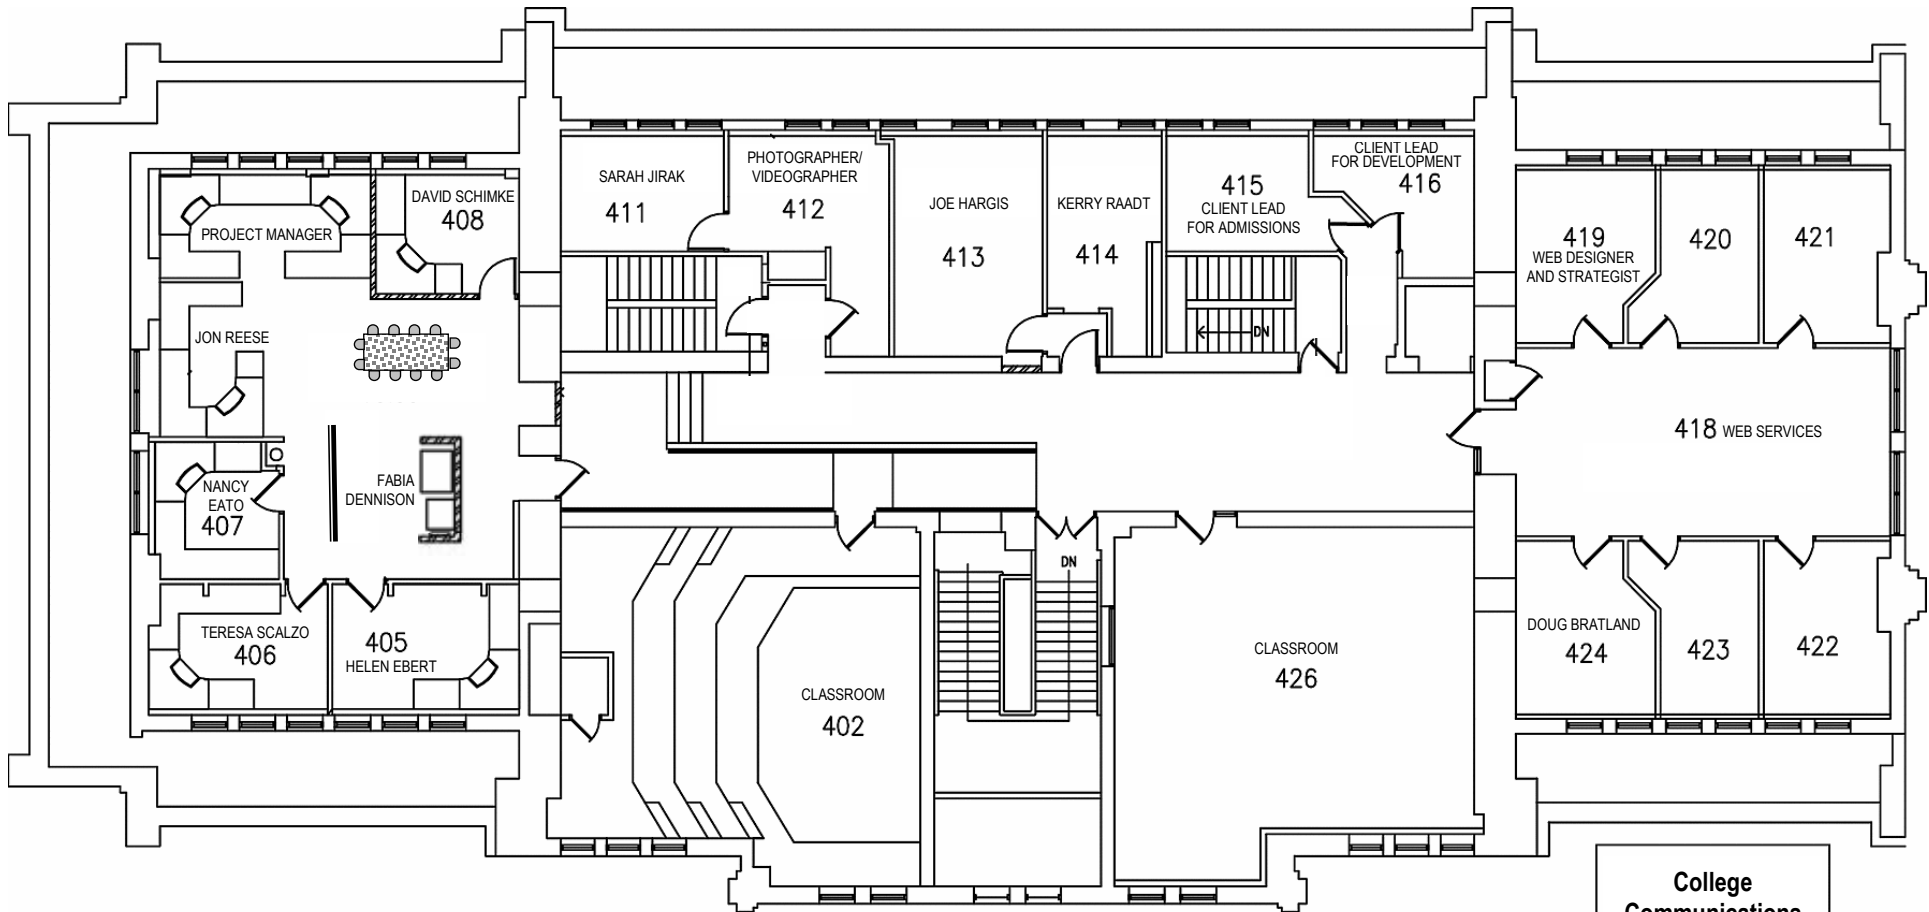 PROJECT MANAGER
DAVID SCHIMKE
408
JON REESE
NANCY
EATO
407
FABIA
DENNISON
TERESA SCALZO
406
405
HELEN EBERT
SARAH JIRAK
411
PHOTOGRAPHER/
VIDEOGRAPHER
412
JOE HARGIS
413
KERRY RAADT
414
415
CLIENT LEAD
FOR ADMISSIONS
CLIENT LEAD
FOR DEVELOPMENT
416
DN
419
WEB DESIGNER
AND STRATEGIST
420
421
418 WEB SERVICES
DN
CLASSROOM
402
CLASSROOM
426
DOUG BRATLAND
424
423
422
College
Communications